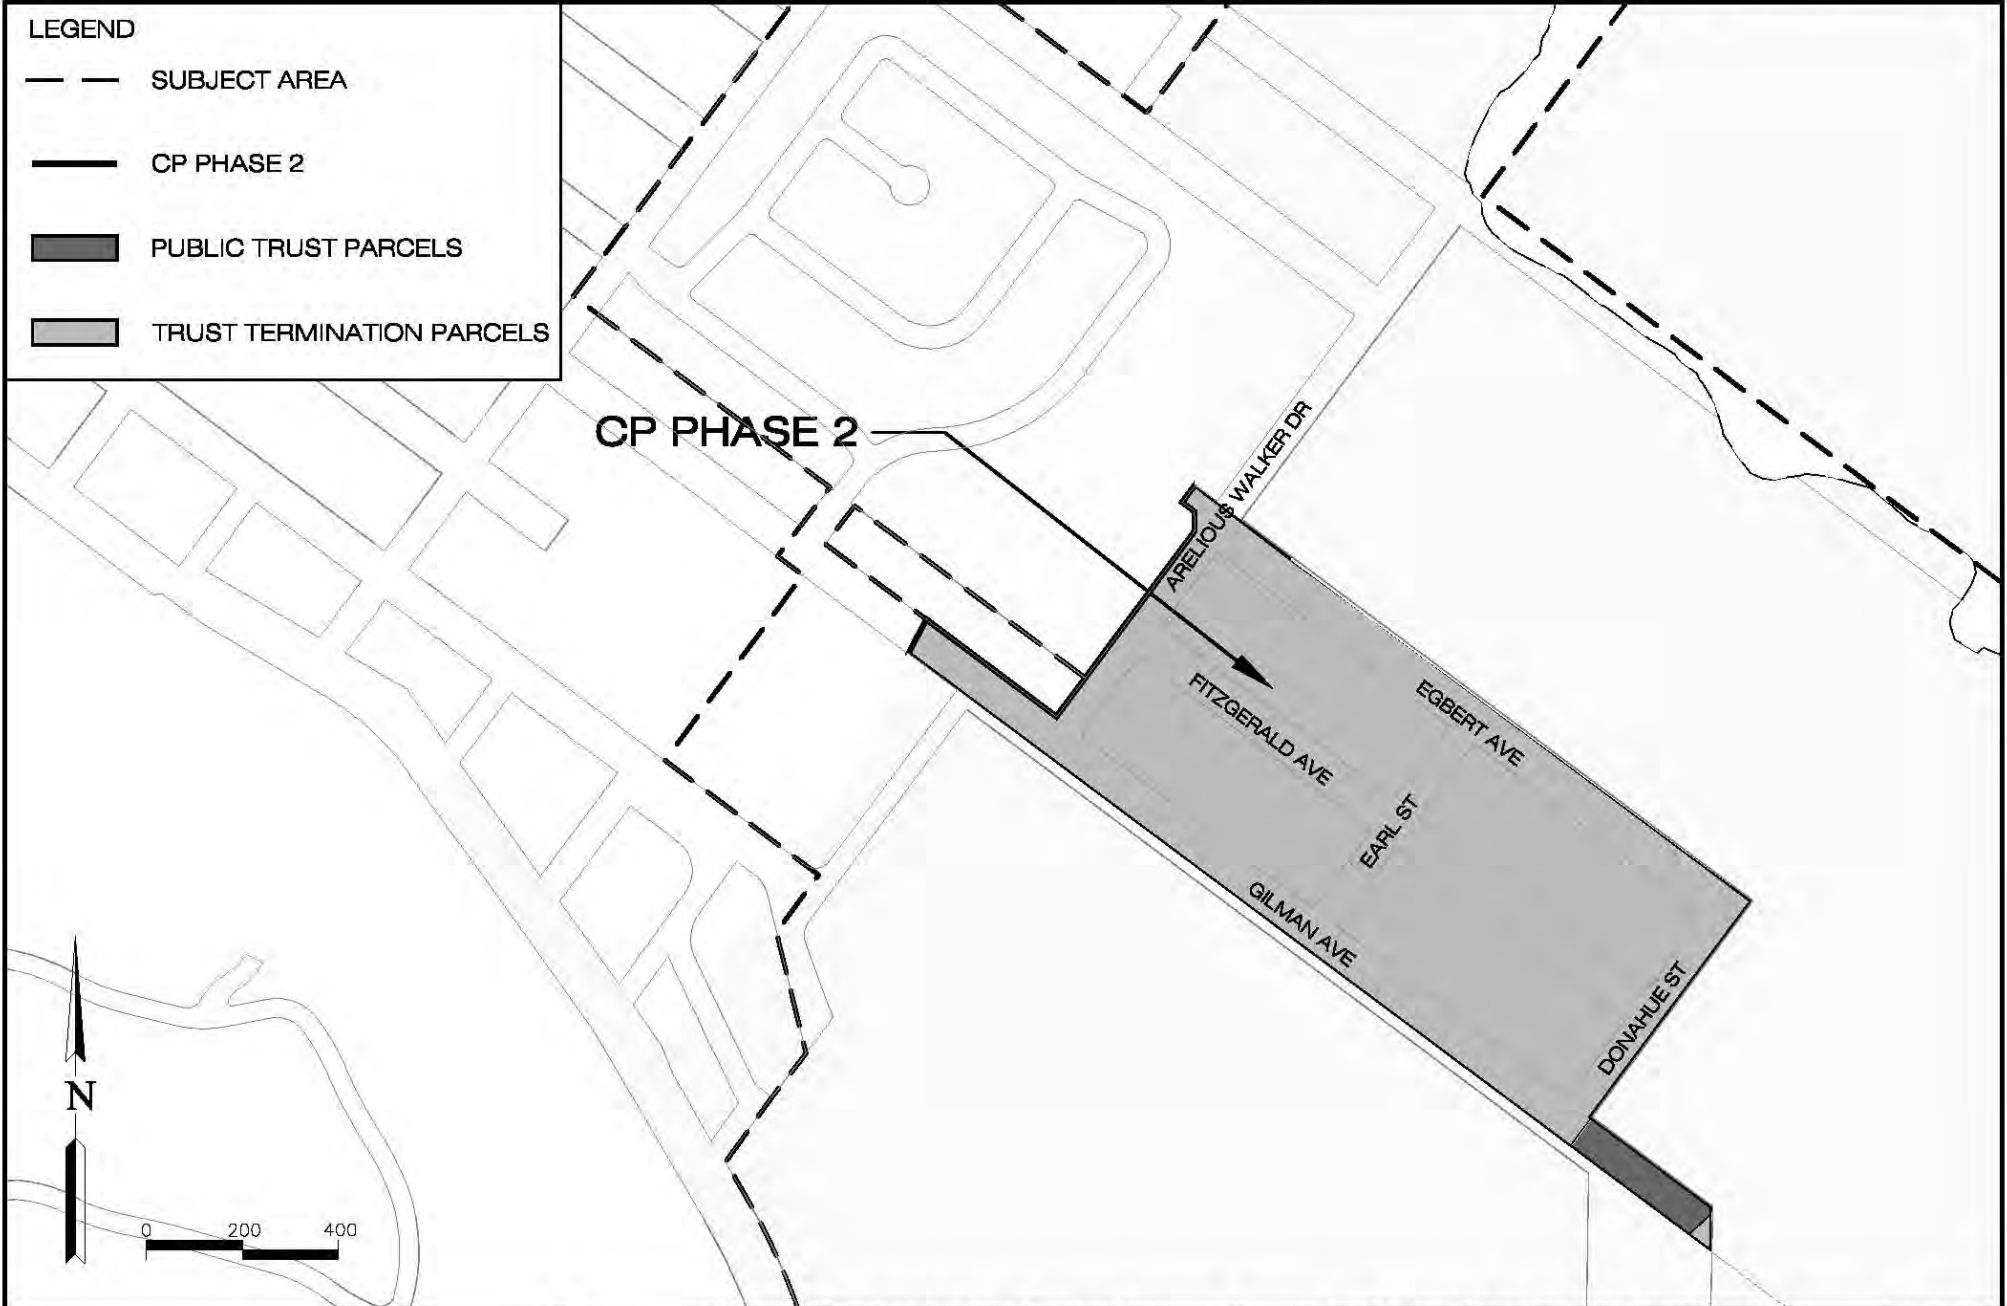 LEGEND
SUBJECT AREA
CP PHASE 2
PUBLIC TRUST PARCELS
TRUST TERMINATION PARCELS
CP PHASE 2
ARELIOUS WALKER DR
FITZGERALD AVE
EGBERT AVE
EARL ST
GILMAN AVE
DONAHUE ST
N
0 200 400